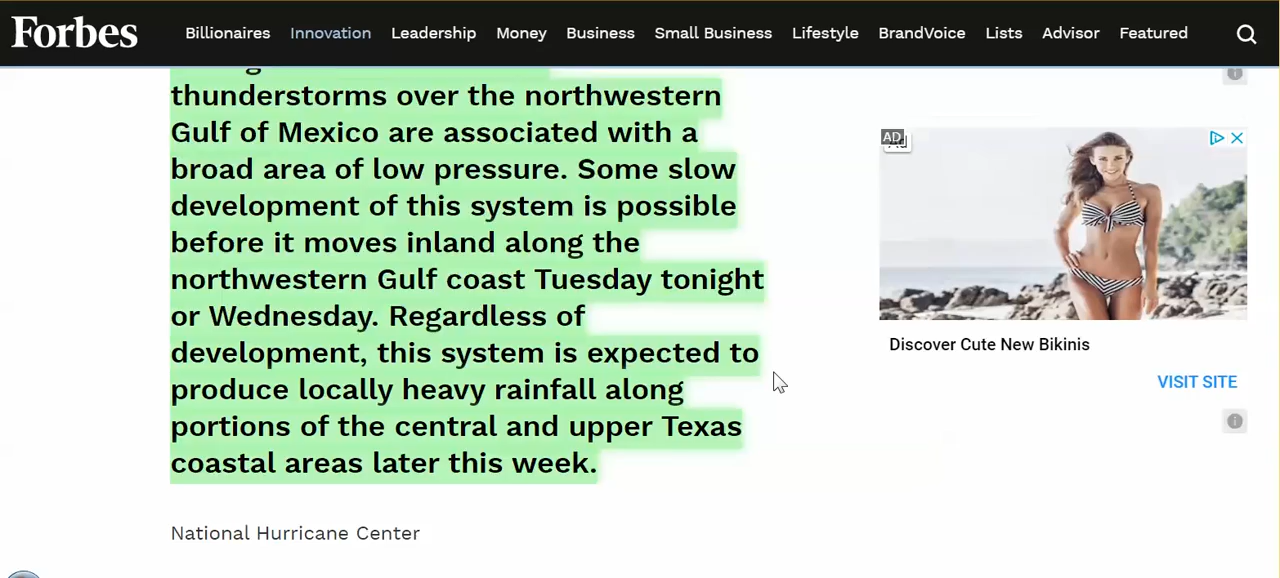 Forbes
Billionaires Innovation Leadership Money Business Small Business Lifestyle BrandVoice Lists Advisor Featured
thunderstorms over the northwestern
Gulf of Mexico are associated with a
broad area of low pressure. Some slow
development of this system is possible
before it moves inland along the
northwestern Gulf coast Tuesday tonight
or Wednesday. Regardless of
development, this system is expected to
produce locally heavy rainfall along
portions of the central and upper Texas
coastal areas later this week.
National Hurricane Center
AD
Discover Cute New Bikinis
VISIT SITE